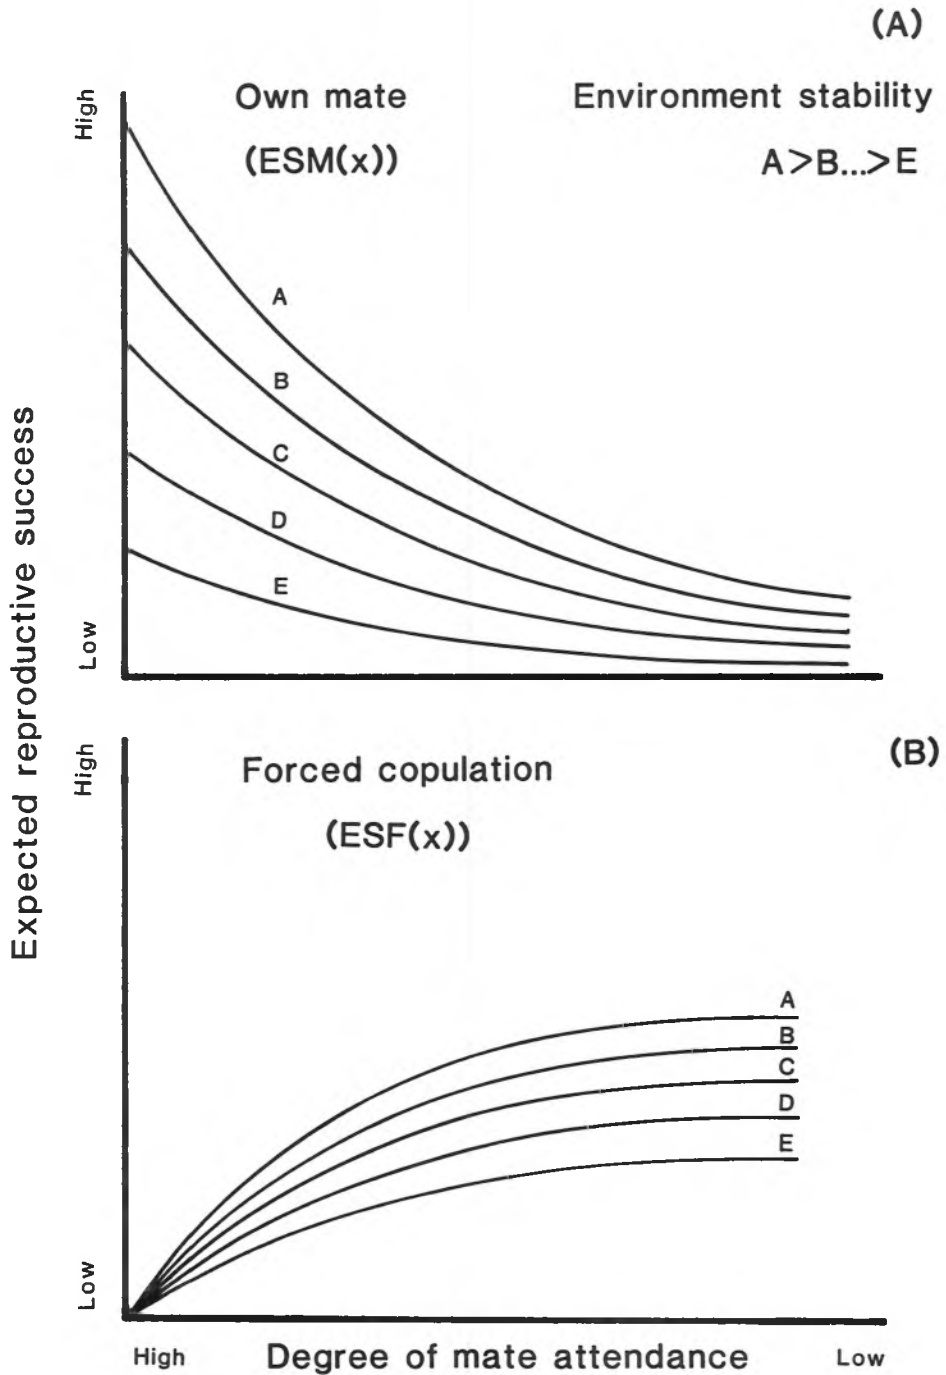 (A)
Own mate
(ESM(x))
Environment stability
A>B...>E
High
A
B
C
D
E
Low
Expected reproductive success
(B)
Forced copulation
(ESF(x))
High
A
B
C
D
E
Low
High
Degree of mate attendance
Low